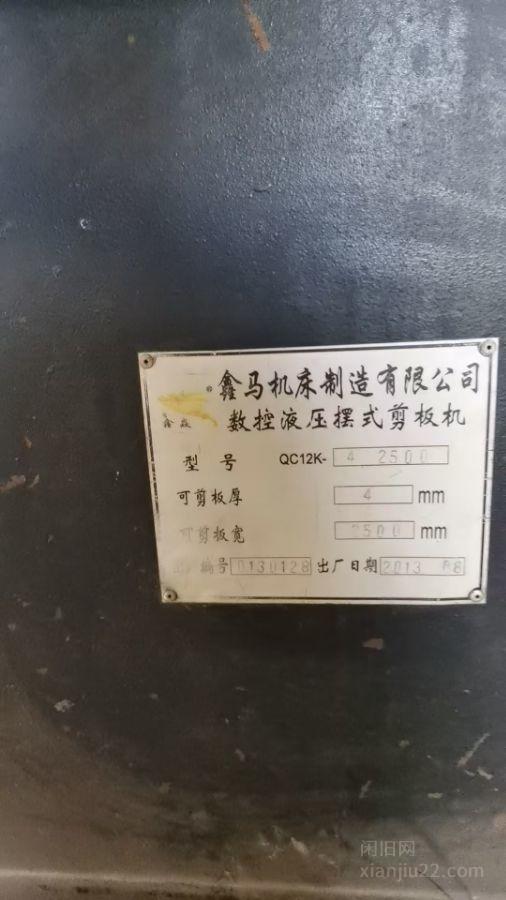 鑫马机床制造有限公司
数控液压摆式剪板机
型 号 QC12K- 4 2500
可剪板厚 4 mm
可剪板宽 2500 mm
编号 0130128 出厂日期 2013 08
闲旧网
xianjiu22.com